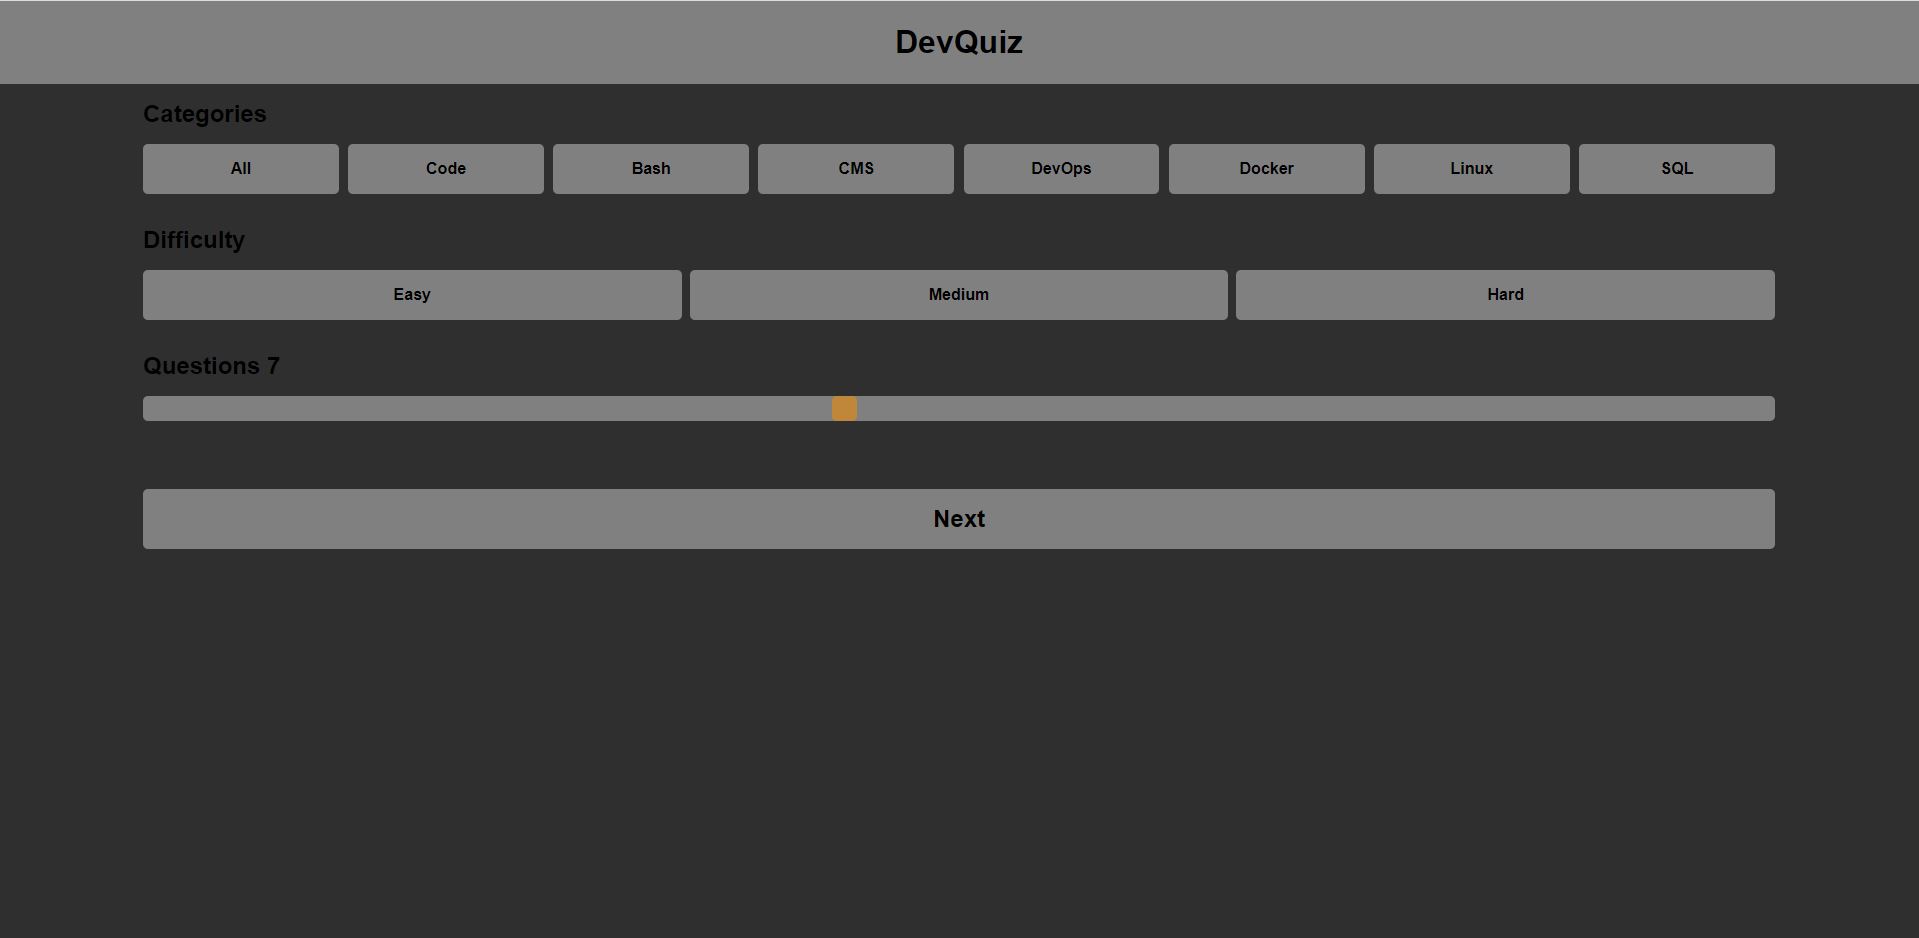 DevQuiz
Categories
All Code Bash CMS DevOps Docker Linux SQL
Difficulty
Easy Medium Hard
Questions 7
Next